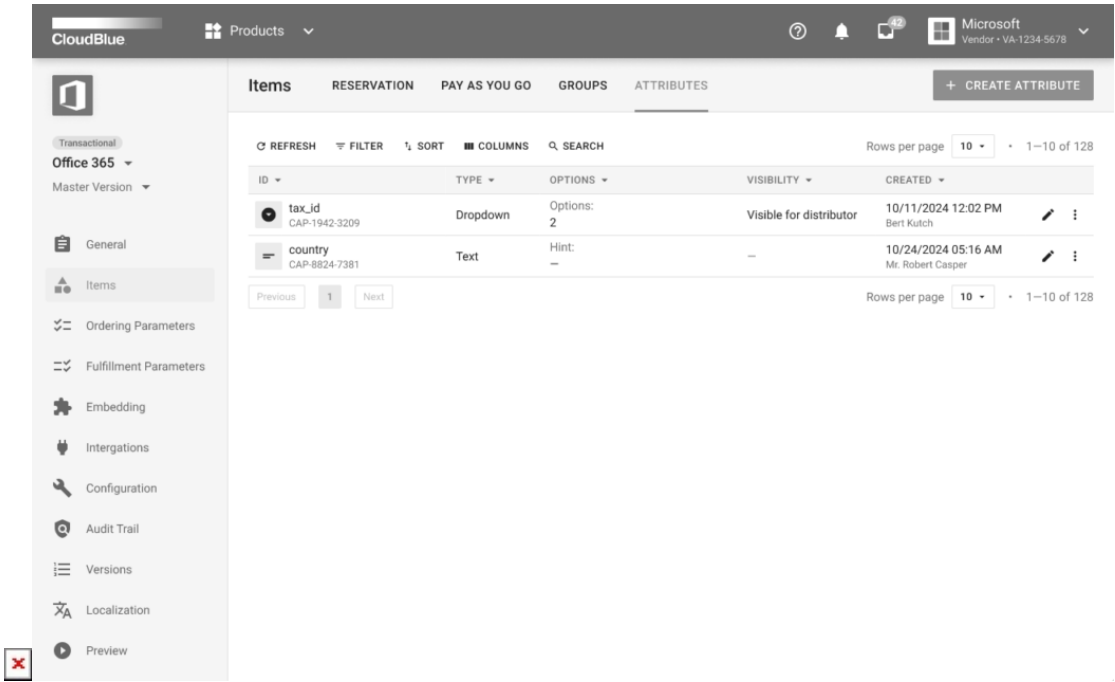 CloudBlue
Products
42
Microsoft
Vendor • VA-1234-5678
Transactional
Office 365
Master Version
General
Items
Ordering Parameters
Fulfillment Parameters
Embedding
Intergations
Configuration
Audit Trail
Versions
Localization
Preview
Items RESERVATION PAY AS YOU GO GROUPS ATTRIBUTES + CREATE ATTRIBUTE
REFRESH FILTER SORT COLUMNS SEARCH Rows per page 10 • 1—10 of 128
ID TYPE OPTIONS VISIBILITY CREATED
tax_id Dropdown Options: Visible for distributor 10/11/2024 12:02 PM
CAP-1942-3209 2 Bert Kutch
country Text Hint: — 10/24/2024 05:16 AM
CAP-8824-7381 — Mr. Robert Casper
Previous 1 Next Rows per page 10 • 1—10 of 128